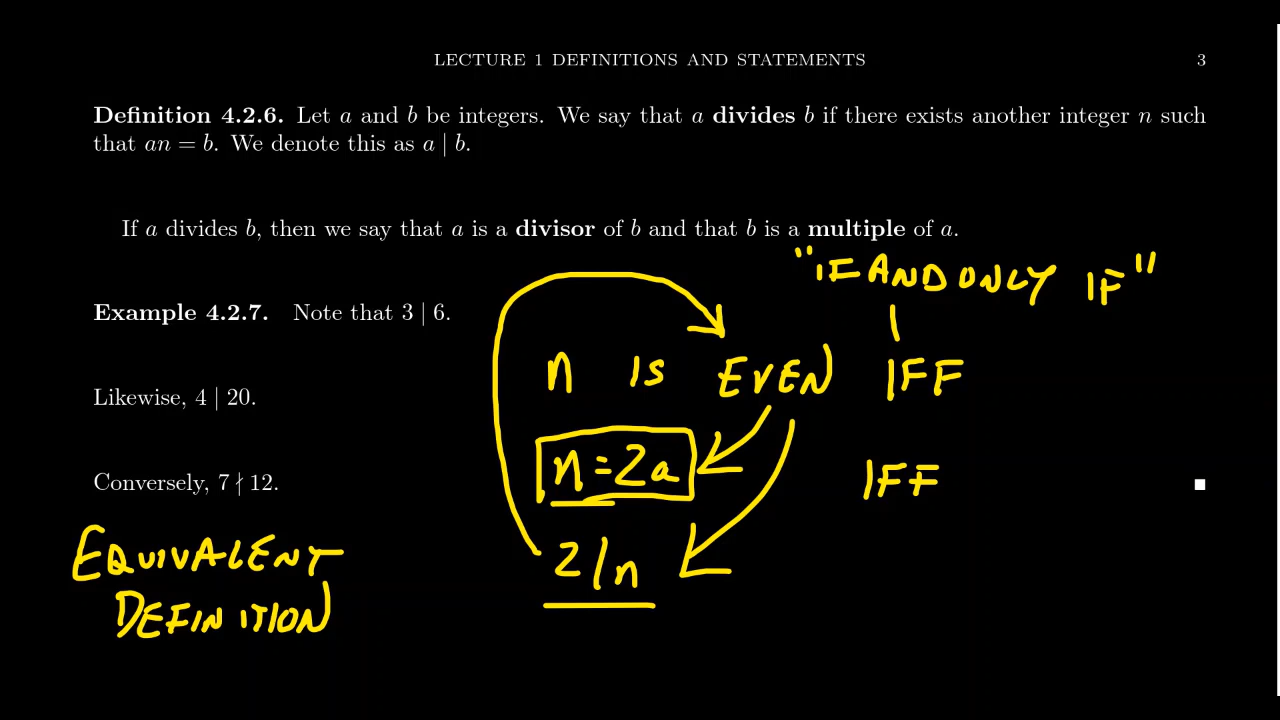 LECTURE 1 DEFINITIONS AND STATEMENTS 3
Definition 4.2.6. Let a and b be integers. We say that a divides b if there exists another integer n such
that an = b. We denote this as a | b.
If a divides b, then we say that a is a divisor of b and that b is a multiple of a.
"IF AND ONLY IF"
Example 4.2.7. Note that 3 | 6.
n IS EVEN IFF
Likewise, 4 | 20.
n=2a IFF
Conversely, 7 ∤ 12.
2|n
EQUIVALENT
DEFINITION